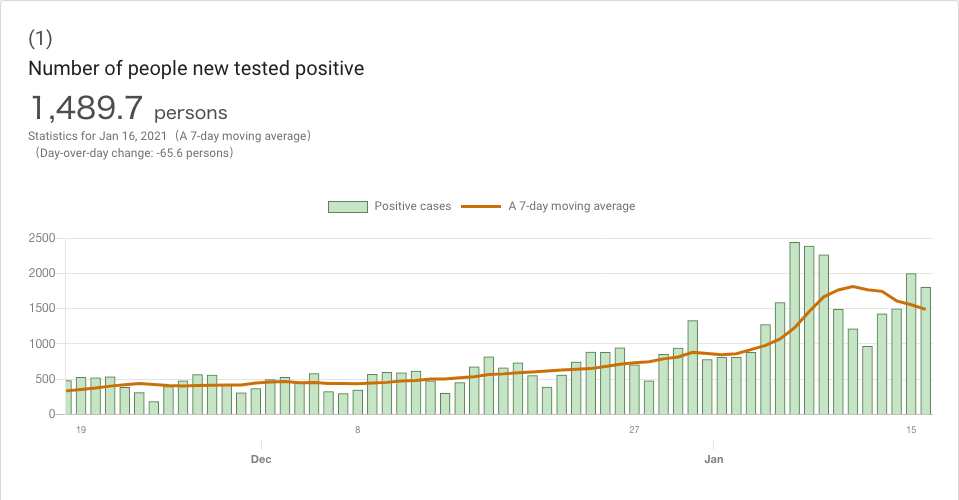 (1)
Number of people new tested positive
1,489.7 persons
Statistics for Jan 16, 2021（A 7-day moving average）
（Day-over-day change: -65.6 persons）
Positive cases A 7-day moving average
2500
2000
1500
1000
500
0
19 8 27 15
Dec Jan